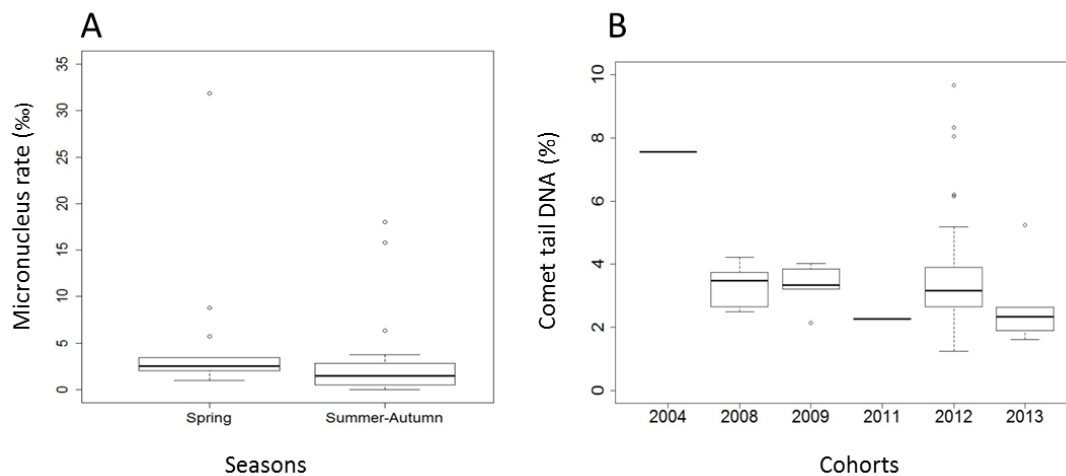 A
Micronucleus rate (‰)
35
30
25
20
15
10
5
0
Spring Summer-Autumn
Seasons
B
Comet tail DNA (%)
10
8
6
4
2
0
2004 2008 2009 2011 2012 2013
Cohorts